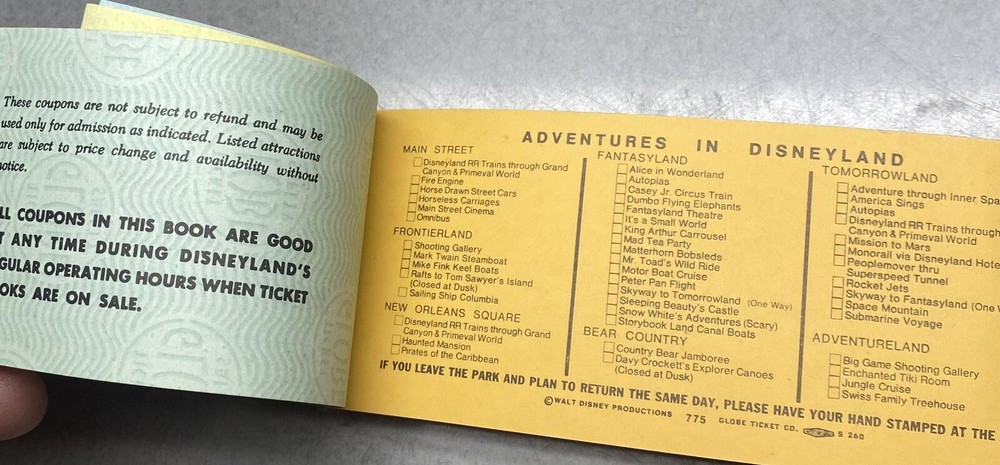 These coupons are not subject to refund and may be
used only for admission as indicated. Listed attractions
are subject to price change and availability without
notice.
LL COUPONS IN THIS BOOK ARE GOOD
T ANY TIME DURING DISNEYLAND'S
GULAR OPERATING HOURS WHEN TICKET
OKS ARE ON SALE.
ADVENTURES IN DISNEYLAND
MAIN STREET
Disneyland RR Trains through Grand
Canyon & Primeval World
Fire Engine
Horse Drawn Street Cars
Horseless Carriages
Main Street Cinema
Omnibus
FRONTIERLAND
Shooting Gallery
Mark Twain Steamboat
Mike Fink Keel Boats
Rafts to Tom Sawyer's Island
(Closed at Dusk)
Sailing Ship Columbia
NEW ORLEANS SQUARE
Disneyland RR Trains through Grand
Canyon & Primeval World
Haunted Mansion
Pirates of the Caribbean
FANTASYLAND
Alice in Wonderland
Autopias
Casey Jr. Circus Train
Dumbo Flying Elephants
Fantasyland Theatre
It's a Small World
King Arthur Carrousel
Mad Tea Party
Matterhorn Bobsleds
Mr. Toad's Wild Ride
Motor Boat Cruise
Peter Pan Flight
Skyway to Tomorrowland (One Way)
Sleeping Beauty's Castle
Snow White's Adventures (Scary)
Storybook Land Canal Boats
BEAR COUNTRY
Country Bear Jamboree
Davy Crockett's Explorer Canoes
(Closed at Dusk)
TOMORROWLAND
Adventure through Inner Spa
America Sings
Autopias
Disneyland RR Trains through
Canyon & Primeval World
Mission to Mars
Monorail via Disneyland Hote
Peoplemover thru
Superspeed Tunnel
Rocket Jets
Skyway to Fantasyland (One W
Space Mountain
Submarine Voyage
ADVENTURELAND
Big Game Shooting Gallery
Enchanted Tiki Room
Jungle Cruise
Swiss Family Treehouse
IF YOU LEAVE THE PARK AND PLAN TO RETURN THE SAME DAY, PLEASE HAVE YOUR HAND STAMPED AT THE
©WALT DISNEY PRODUCTIONS 775 GLOBE TICKET CO. S 260